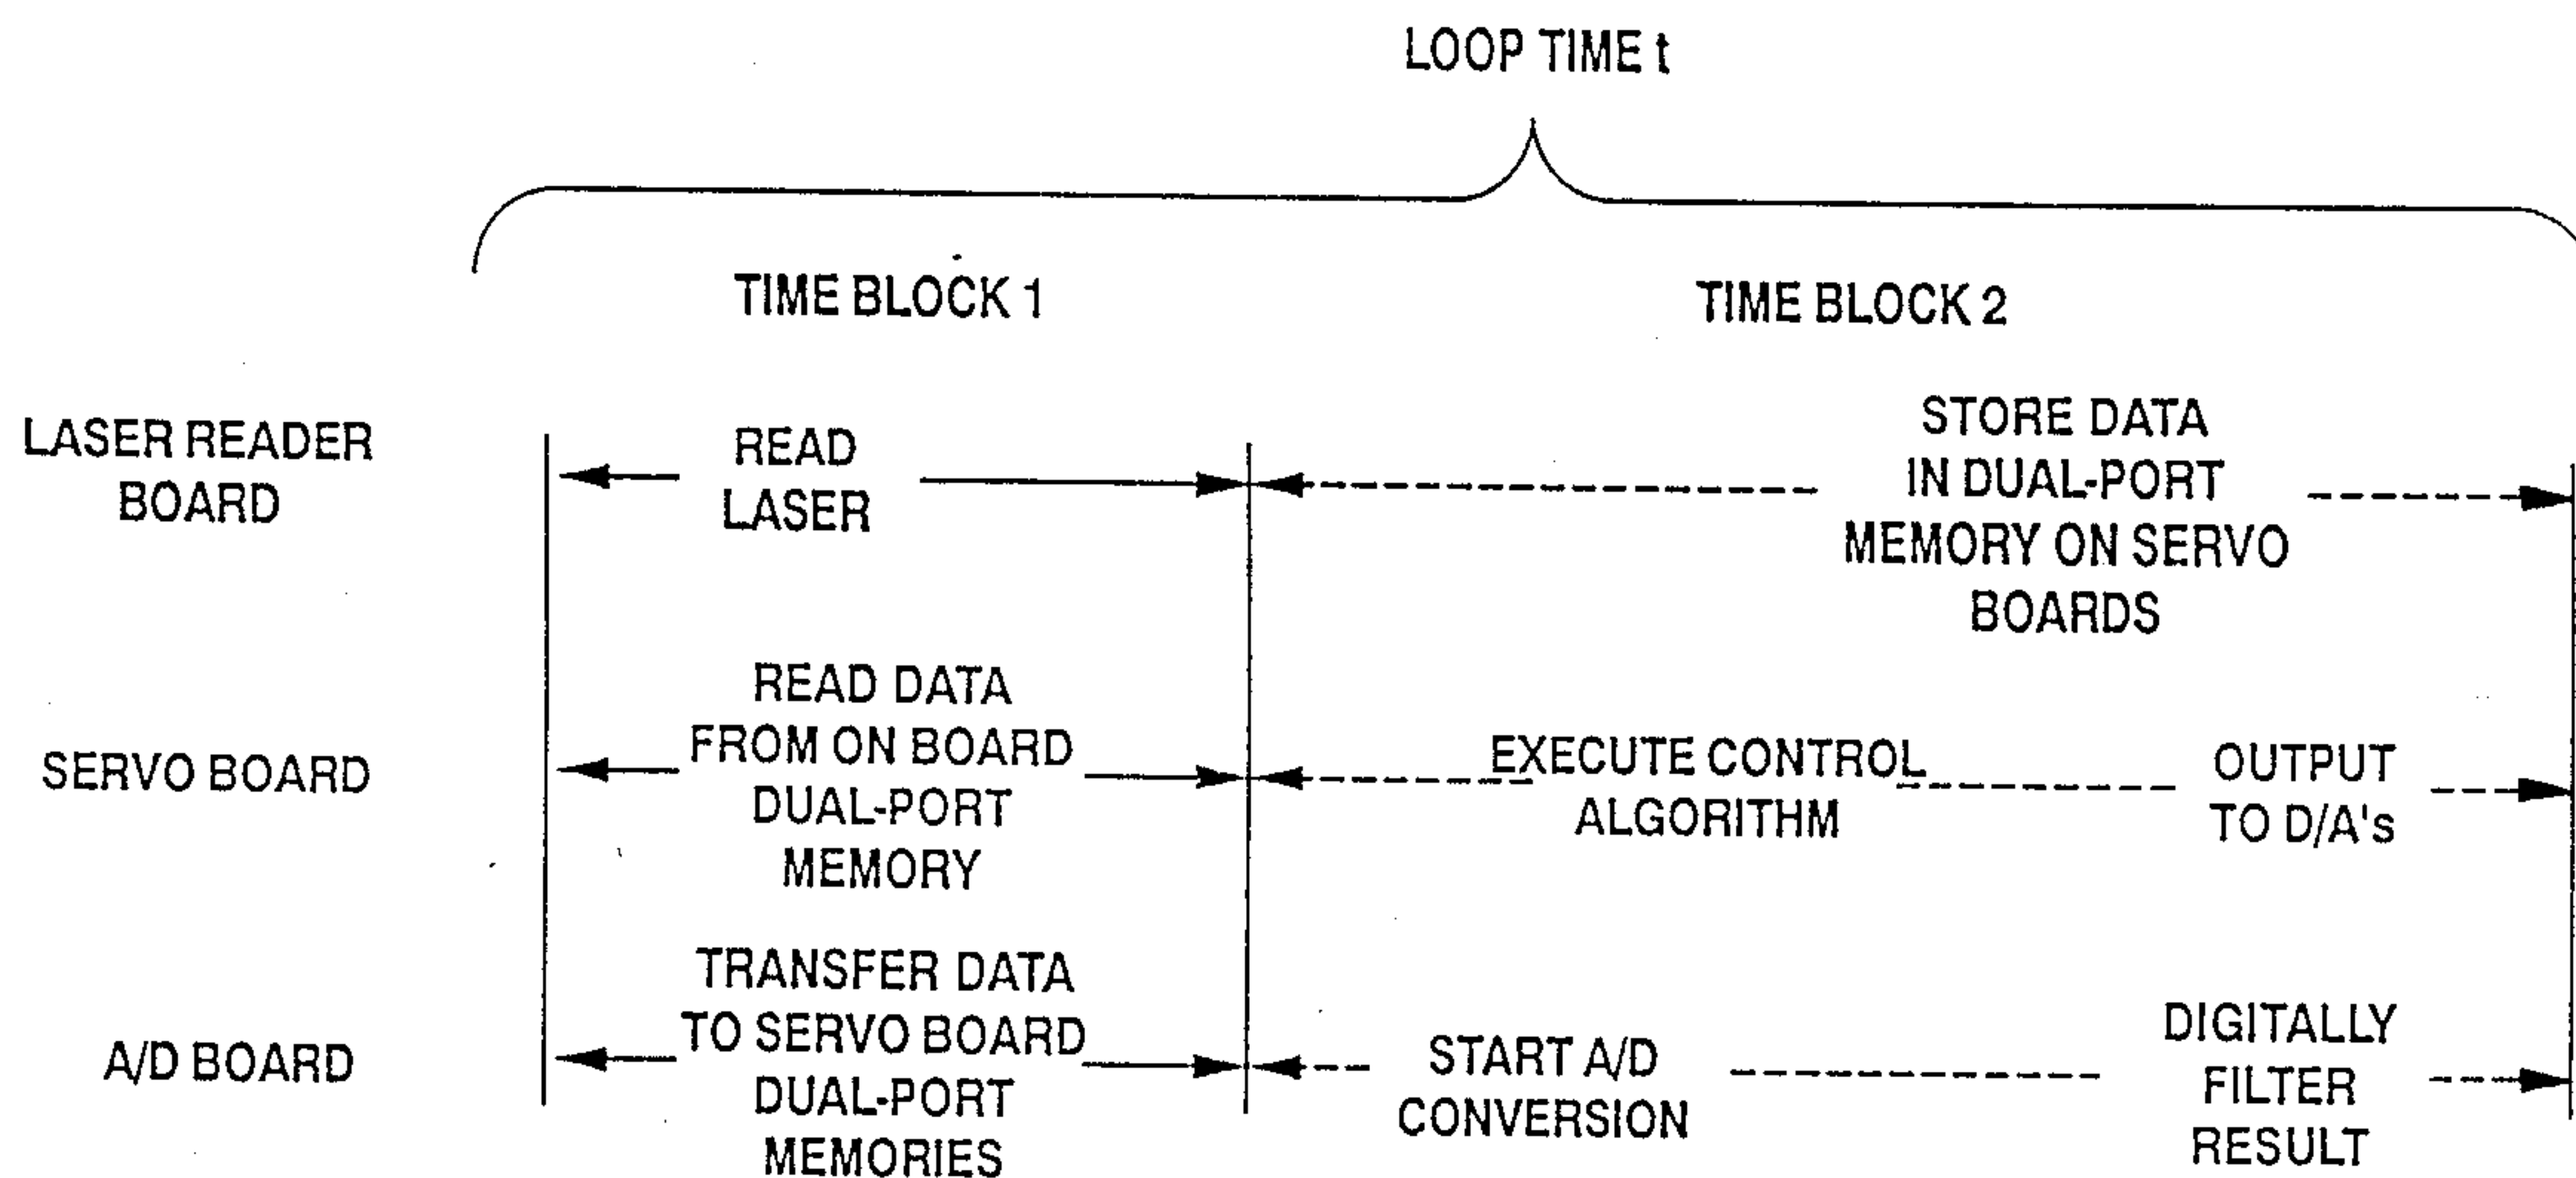 LOOP TIME t
TIME BLOCK 1
TIME BLOCK 2
LASER READER
BOARD
READ
LASER
STORE DATA
IN DUAL-PORT
MEMORY ON SERVO
BOARDS
SERVO BOARD
READ DATA
FROM ON BOARD
DUAL-PORT
MEMORY
EXECUTE CONTROL
ALGORITHM
OUTPUT
TO D/A's
A/D BOARD
TRANSFER DATA
TO SERVO BOARD
DUAL-PORT
MEMORIES
START A/D
CONVERSION
DIGITALLY
FILTER
RESULT